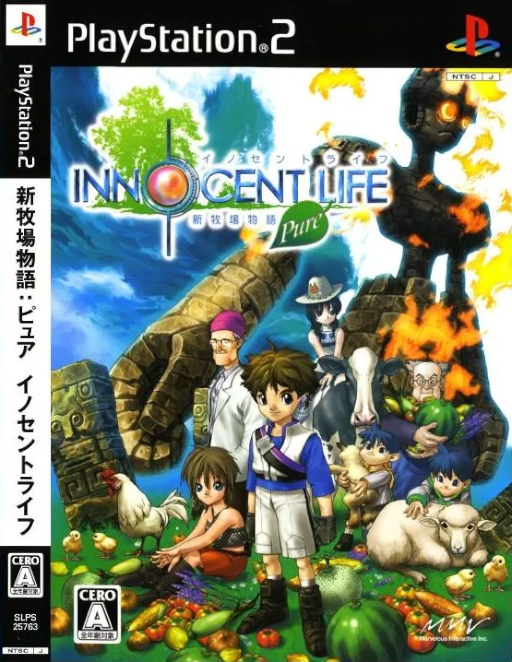 PlayStation®2
PlayStation®2
NTSC J
イノセントライフ
INNOCENT LIFE
新牧場物語
Pure
新牧場物語:ピュア イノセントライフ
CERO
A
全年齢対象
SLPS
25763
NTSC J
CERO
A
全年齢対象
MMV
©Marvelous Interactive Inc.